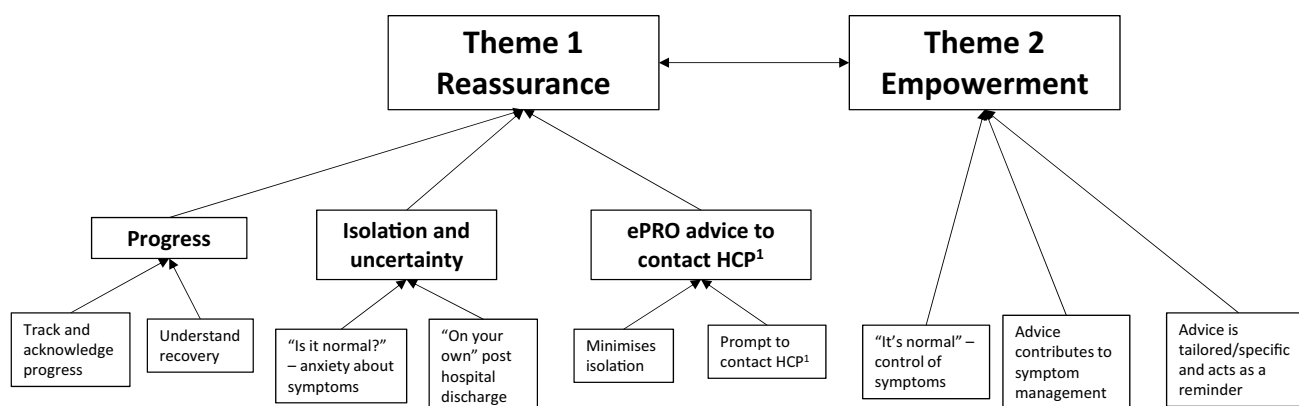 Theme 1
Reassurance
Theme 2
Empowerment
Progress
Isolation and
uncertainty
ePRO advice to
contact HCP¹
Track and
acknowledge
progress
Understand
recovery
“Is it normal?”
– anxiety about
symptoms
“On your
own” post
hospital
discharge
Minimises
isolation
Prompt to
contact HCP¹
“It’s normal” –
control of
symptoms
Advice
contributes to
symptom
management
Advice is
tailored/specific
and acts as a
reminder